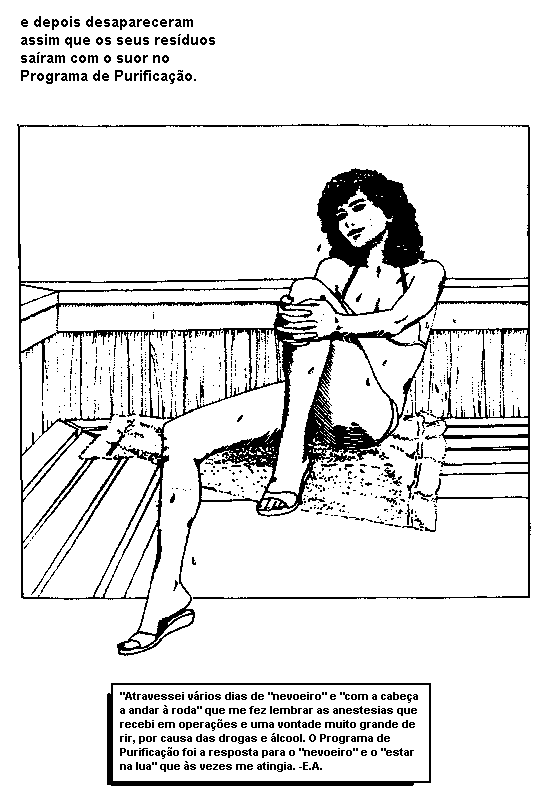 e depois desapareceram
assim que os seus resíduos
saíram com o suor no
Programa de Purificação.
"Atravessei vários dias de "nevoeiro" e "com a cabeça
a andar à roda" que me fez lembrar as anestesias que
recebi em operações e uma vontade muito grande de
rir, por causa das drogas e álcool. O Programa de
Purificação foi a resposta para o "nevoeiro" e o "estar
na lua" que às vezes me atingia. -E.A.